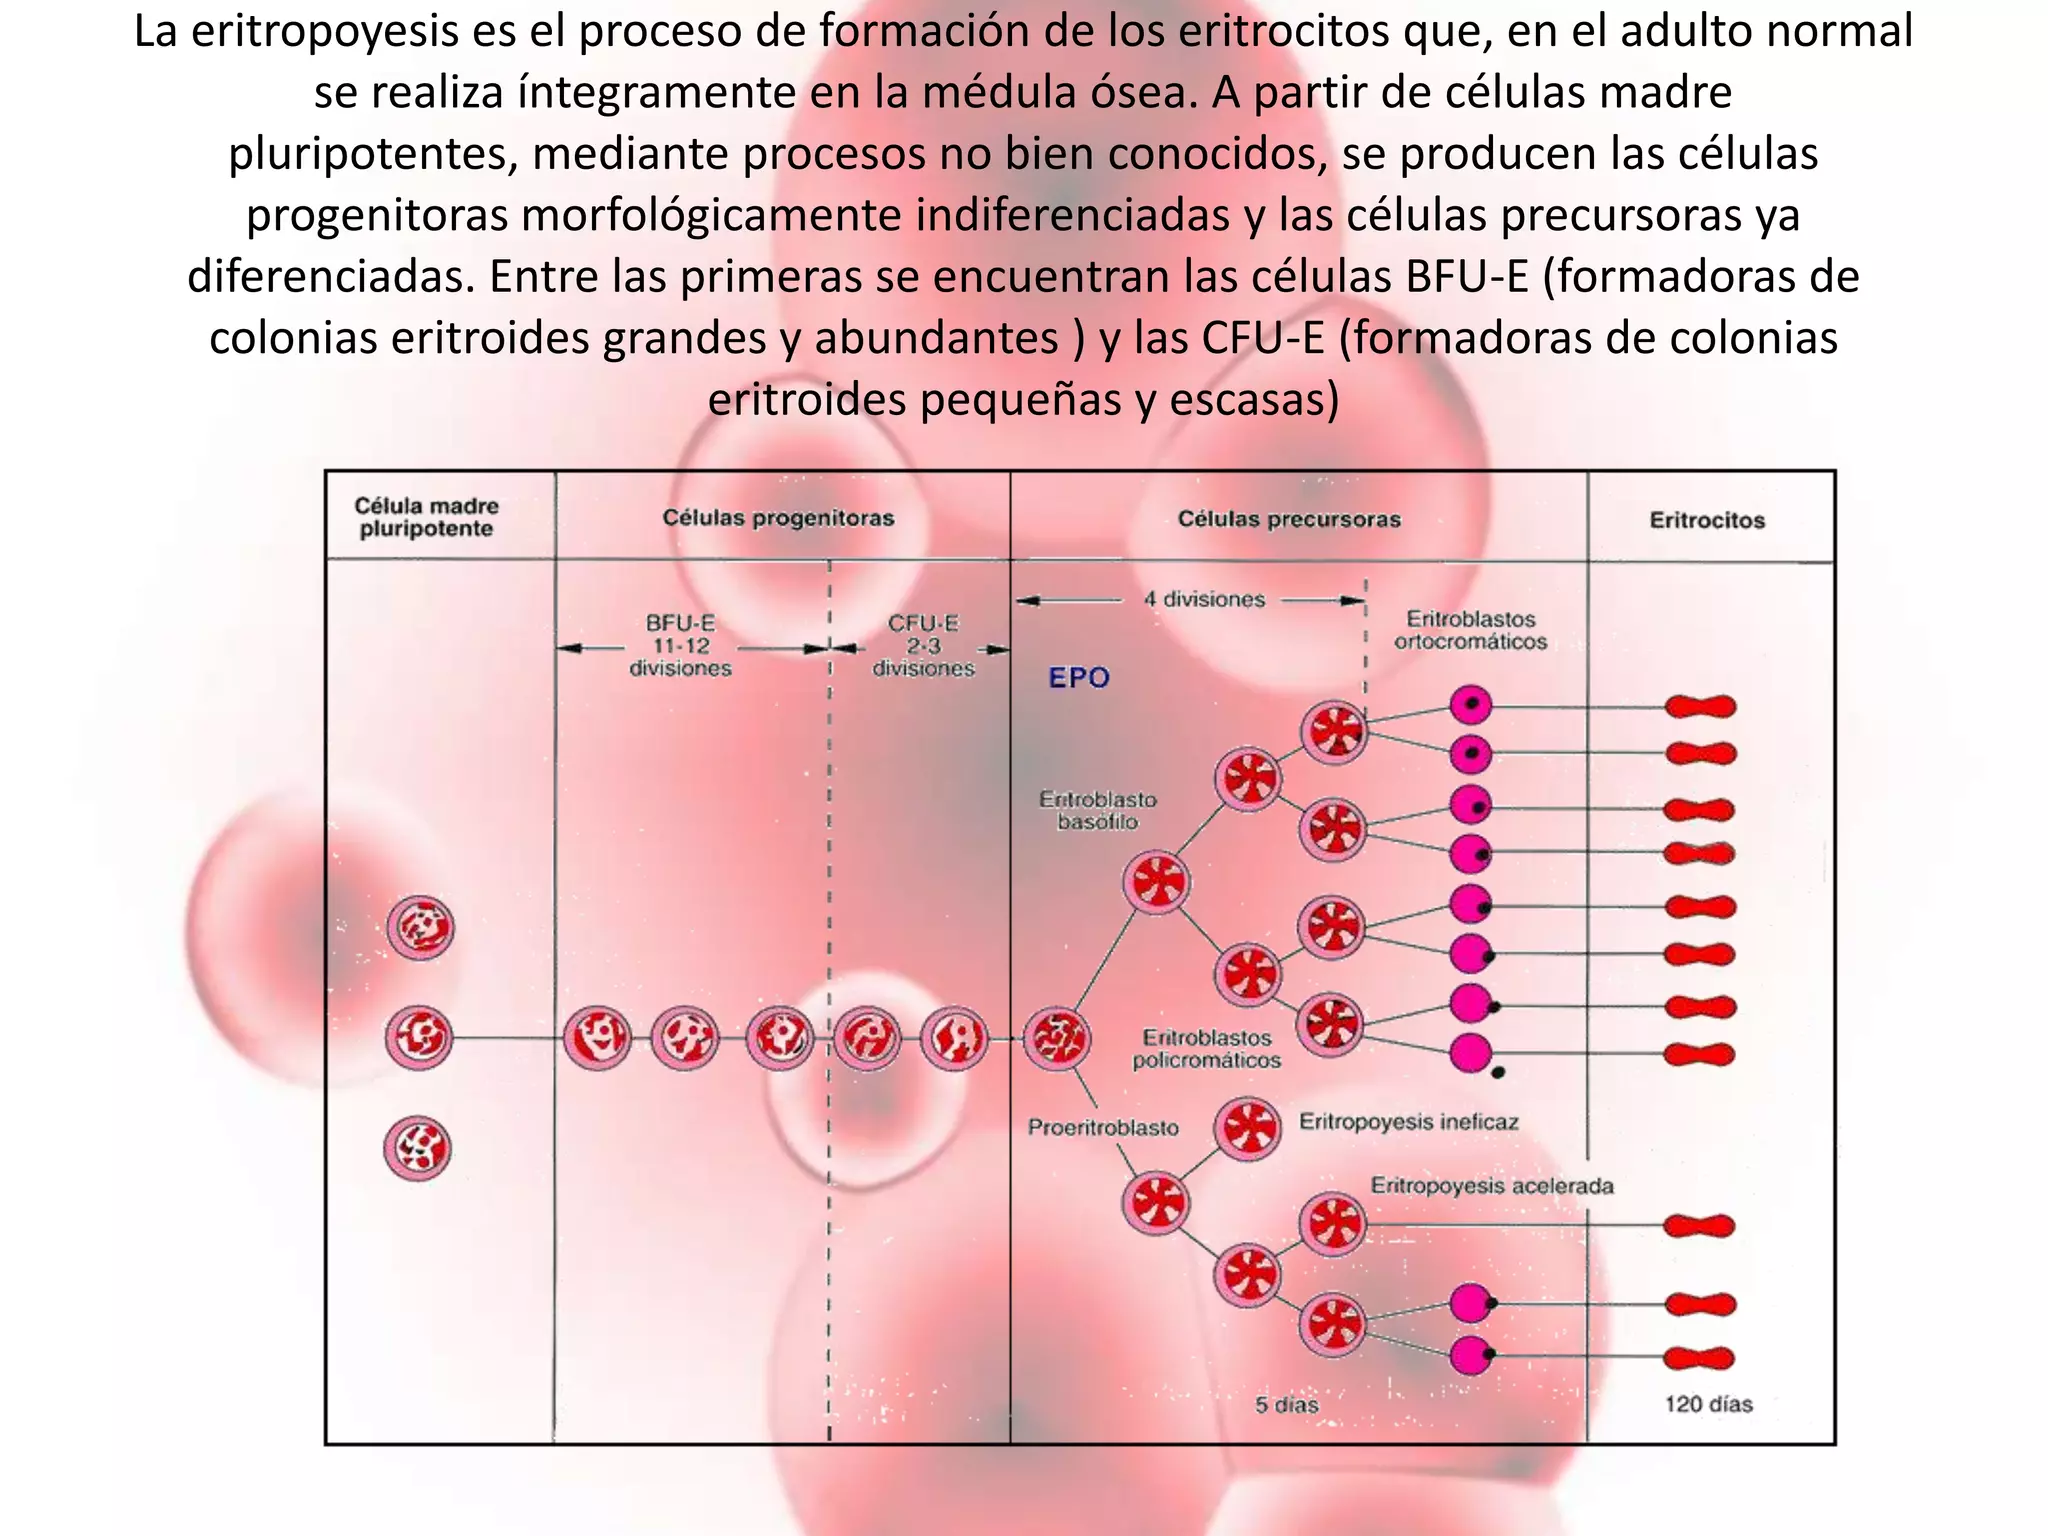 La eritropoyesis es el proceso de formación de los eritrocitos que, en el adulto normal
se realiza íntegramente en la médula ósea. A partir de células madre
pluripotentes, mediante procesos no bien conocidos, se producen las células
progenitoras morfológicamente indiferenciadas y las células precursoras ya
diferenciadas. Entre las primeras se encuentran las células BFU-E (formadoras de
colonias eritroides grandes y abundantes ) y las CFU-E (formadoras de colonias
eritroides pequeñas y escasas)
Célula madre
pluripotente
Células progenitoras
Células precursoras
Eritrocitos
BFU-E
11-12
divisiones
CFU-E
2-3
divisiones
4 divisiones
Eritroblastos
ortocromáticos
EPO
Eritroblasto
basófilo
Eritroblastos
policromáticos
Proeritroblasto
Eritropoyesis ineficaz
Eritropoyesis acelerada
5 días
120 días